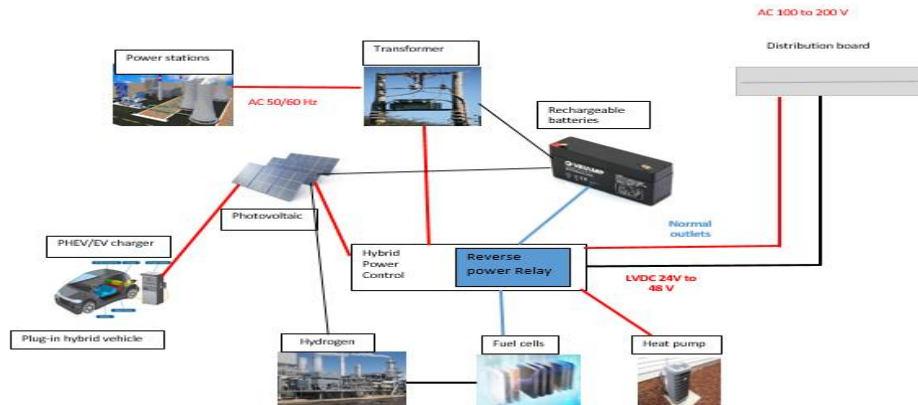 AC 100 to 200 V
Distribution board
Transformer
Power stations
AC 50/60 Hz
Rechargeable
batteries
Photovoltaic
Normal
outlets
PHEV/EV charger
Hybrid
Power
Control
Reverse
power Relay
LVDC 24V to
48 V
Plug-in hybrid vehicle
Hydrogen
Fuel cells
Heat pump